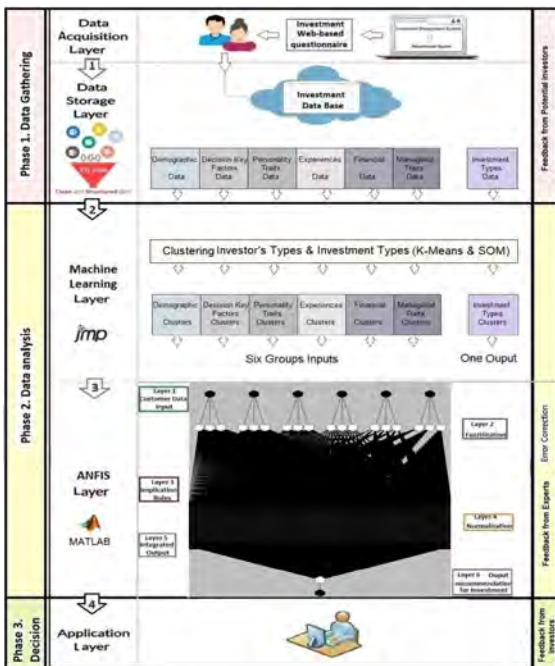 Phase 1. Data Gathering
Data
Acquisition
Layer
Investment
Web-based
questionnaire
1
Data
Storage
Layer
Investment
Data Base
Demographic
Data
Decision Key
Factors
Data
Personality
Traits
Data
Experiences
Data
Financial
Data
Managerial
Traits
Data
Investment
Types
Data
Feedback from Potential investors
Phase 2. Data analysis
2
Clustering Investor's Types & Investment Types (K-Means & SOM)
Machine
Learning
Layer
jmp
Demographic
Clusters
Decision Key
Factors
Clusters
Personality
Traits
Clusters
Experiences
Clusters
Financial
Clusters
Managerial
Traits
Clusters
Investment
Types
Clusters
Six Groups Inputs
One Ouput
3
Layer 1
Customer Data
Input
Layer 2
Fuzzification
Error Correction
ANFIS
Layer
MATLAB
Layer 3
Implication
Rules
Layer 4
Normalization
Layer 5
Integrated
Output
Layer 6 Ouput
recommendation
for Investment
Feedback from Experts
Phase 3.
Decision
4
Application
Layer
Feedback from
investors